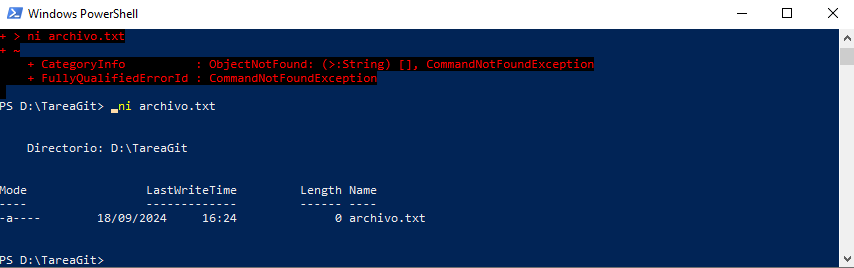 Windows PowerShell
+ > ni archivo.txt
+ ~
    + CategoryInfo          : ObjectNotFound: (>:String) [], CommandNotFoundException
    + FullyQualifiedErrorId : CommandNotFoundException
PS D:\TareaGit> _ni archivo.txt
    Directorio: D:\TareaGit
Mode                 LastWriteTime         Length Name
----                 -------------         ------ ----
-a----        18/09/2024     16:24              0 archivo.txt
PS D:\TareaGit>